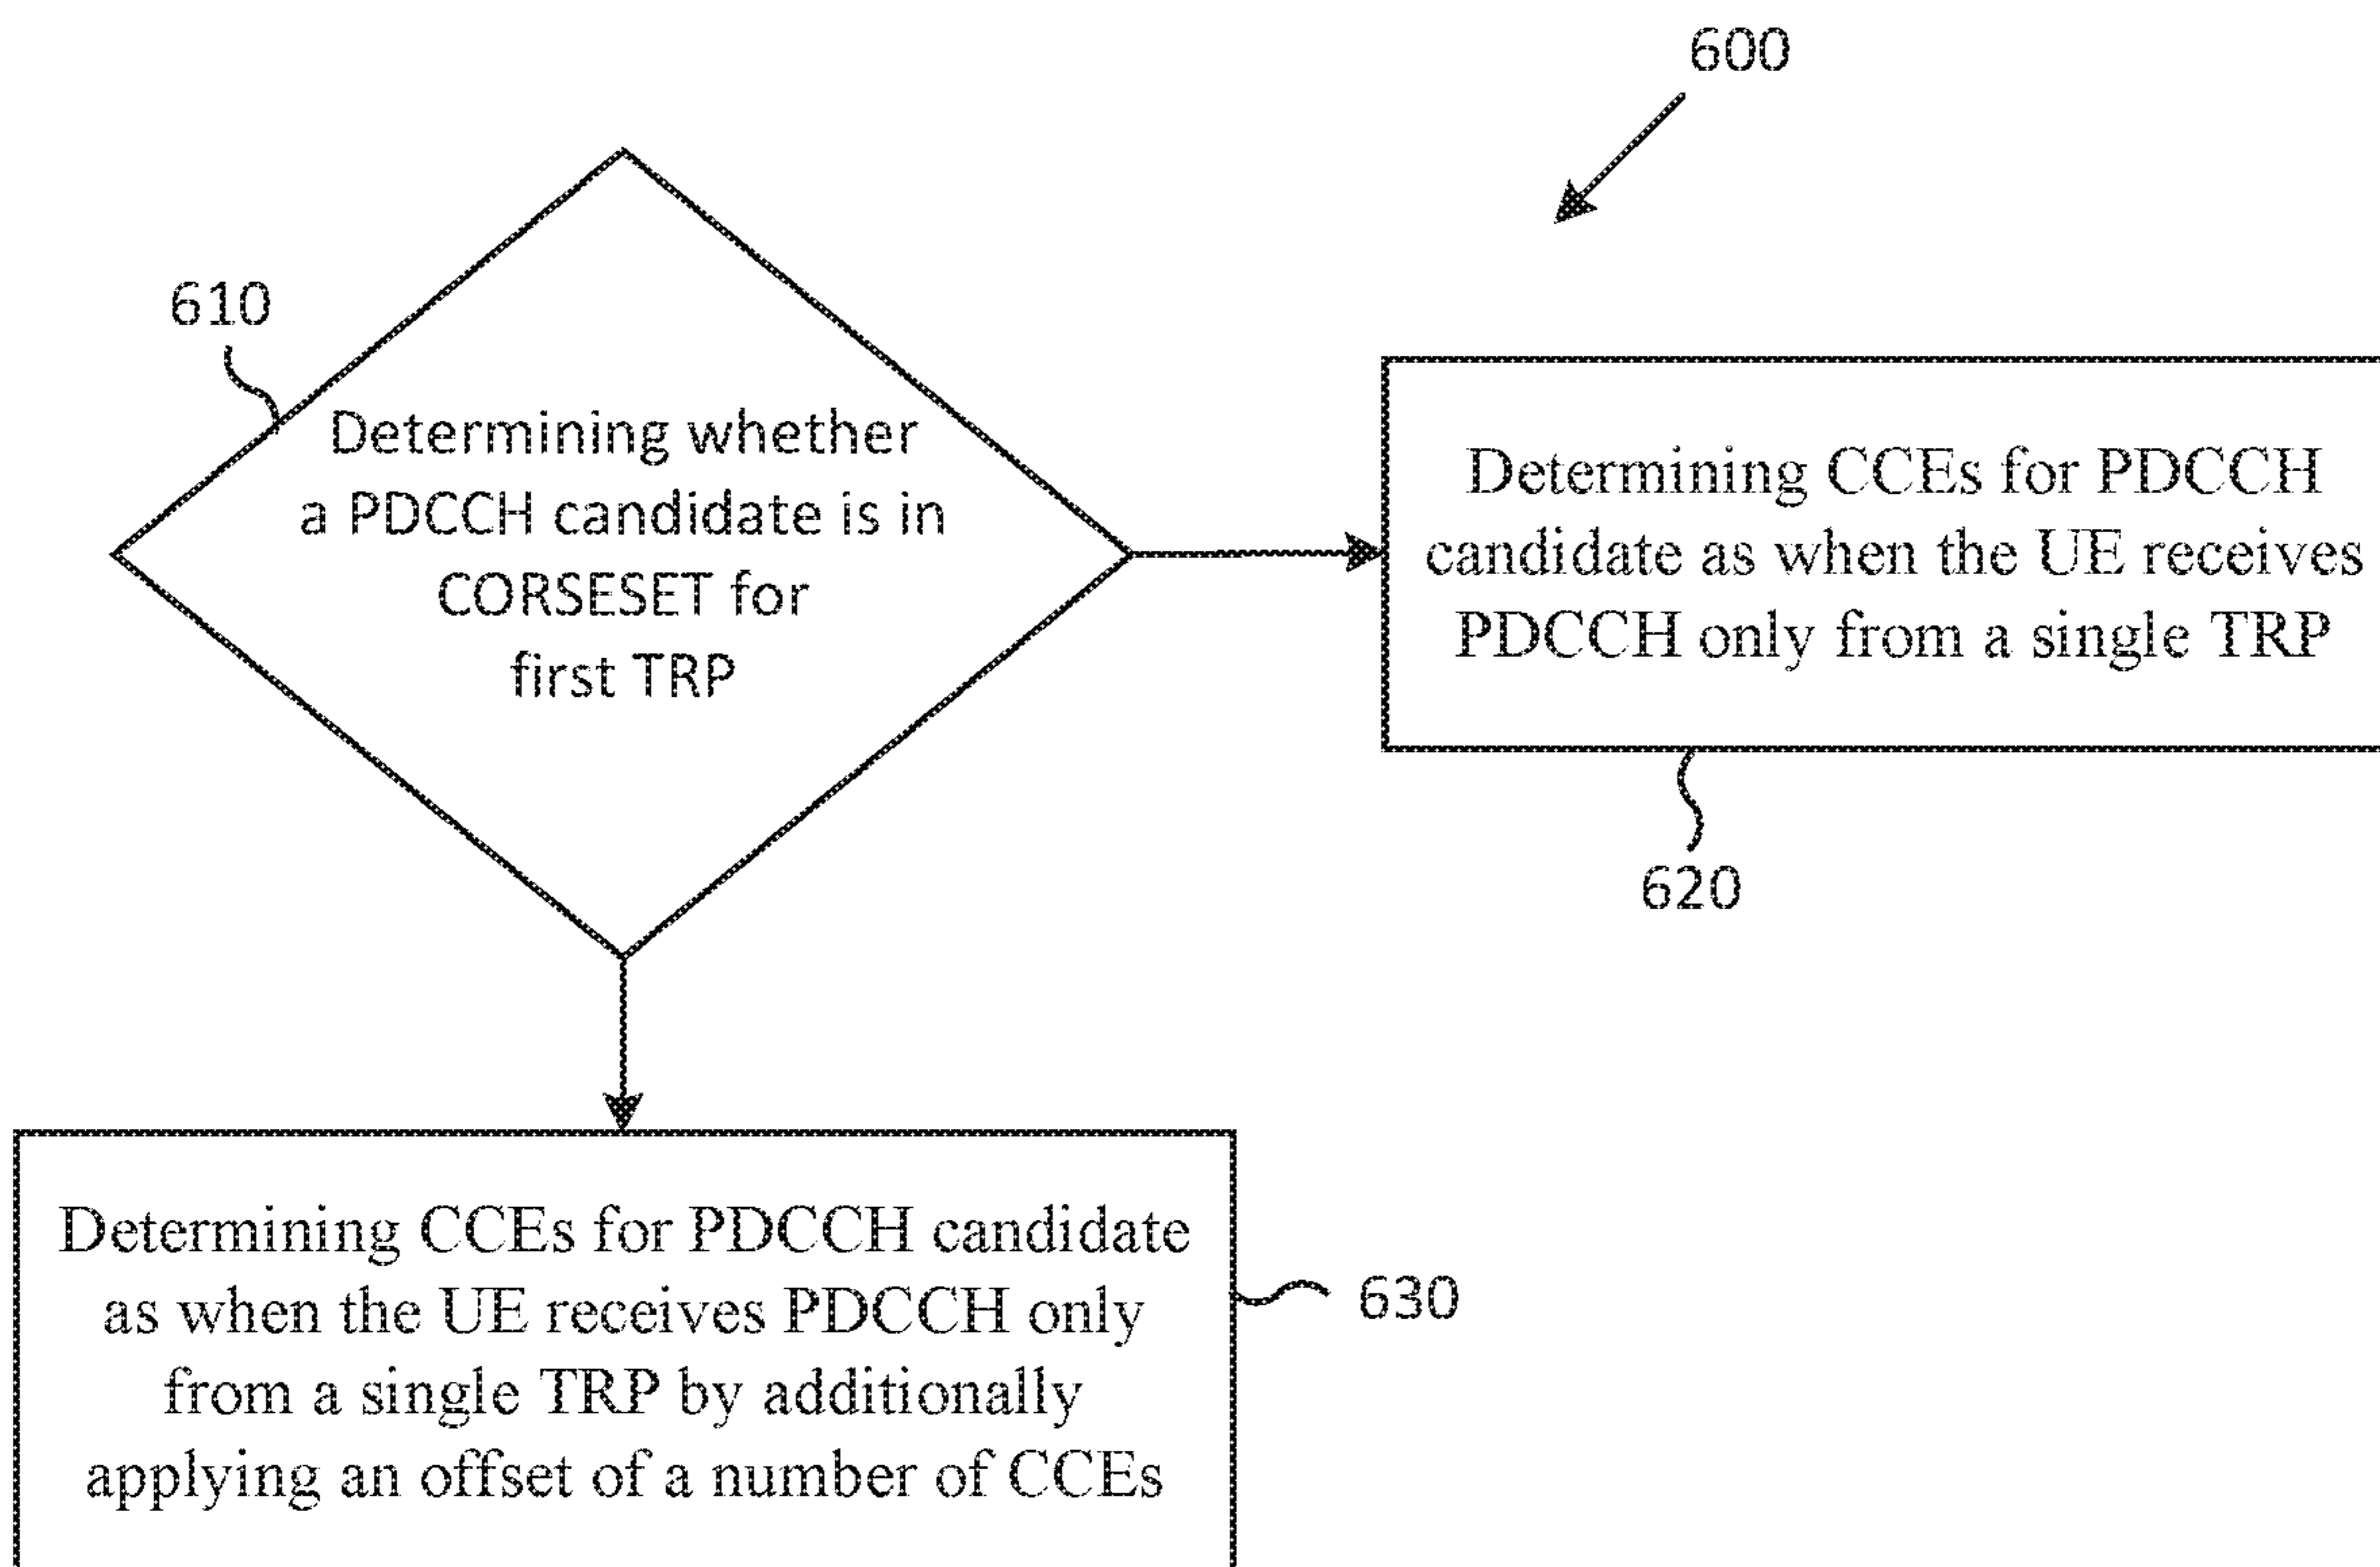 600
610
Determining whether
a PDCCH candidate is in
CORSESET for
first TRP
Determining CCEs for PDCCH
candidate as when the UE receives
PDCCH only from a single TRP
620
Determining CCEs for PDCCH candidate
as when the UE receives PDCCH only
from a single TRP by additionally
applying an offset of a number of CCEs
630